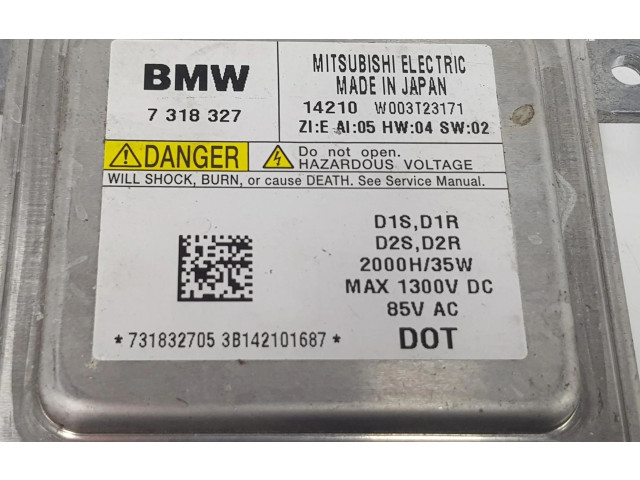 BMW
7 318 327
MITSUBISHI ELECTRIC
MADE IN JAPAN
14210 W003T23171
ZI:E AI:05 HW:04 SW:02
DANGER
Do not open.
HAZARDOUS VOLTAGE
WILL SHOCK, BURN, or cause DEATH. See Service Manual.
D1S,D1R
D2S,D2R
2000H/35W
MAX 1300V DC
85V AC
*731832705 3B142101687*
DOT